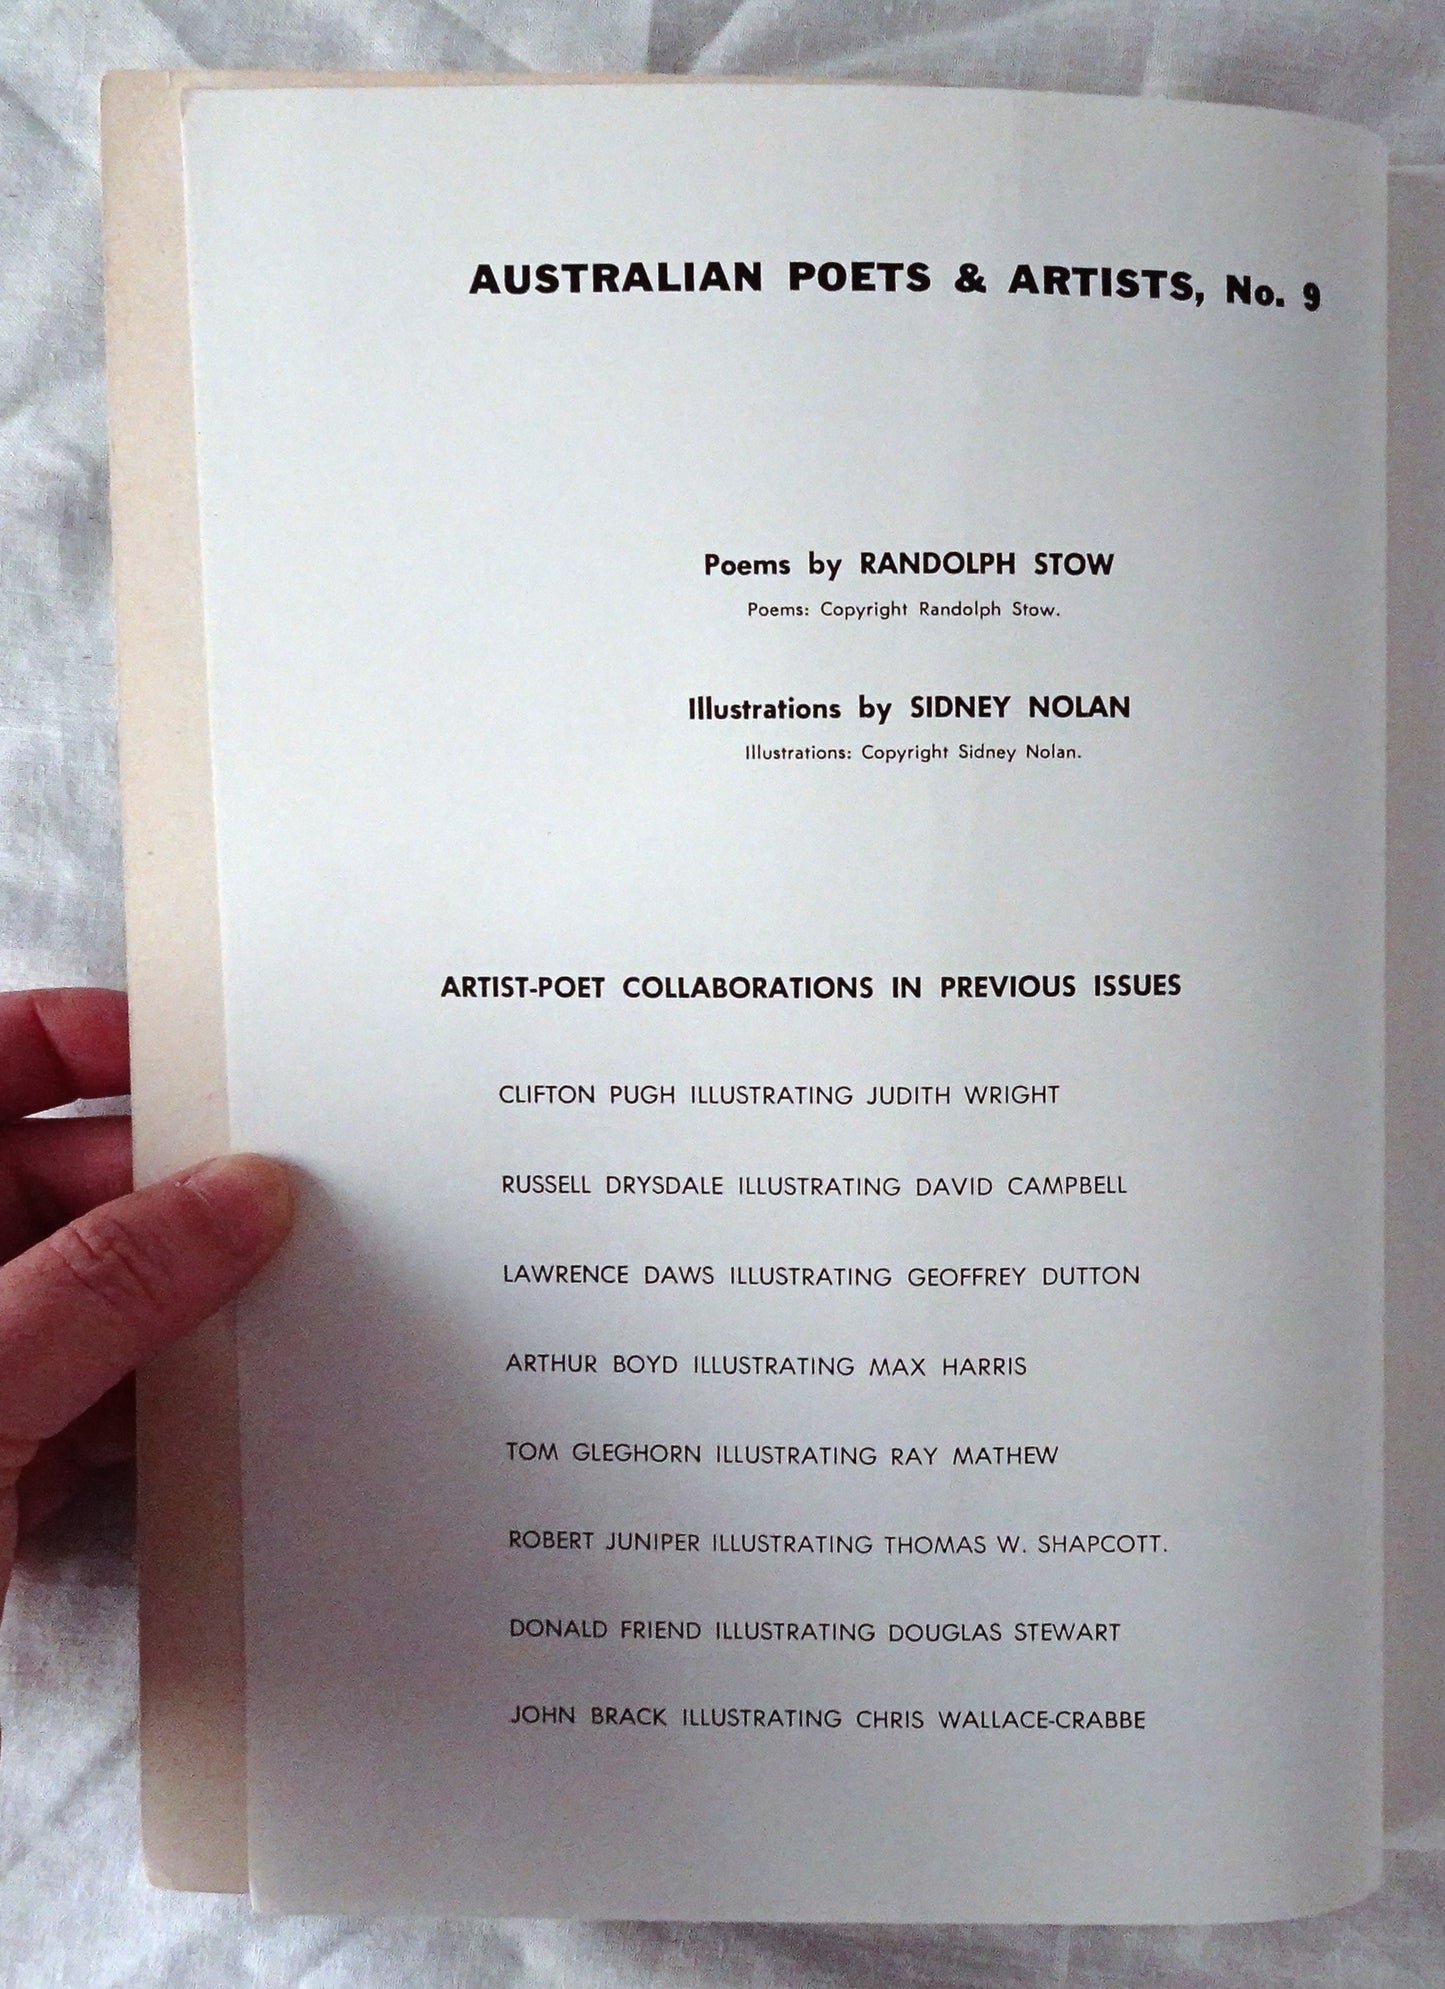 AUSTRALIAN POETS & ARTISTS, No. 9
Poems by RANDOLPH STOW
Poems: Copyright Randolph Stow.
Illustrations by SIDNEY NOLAN
Illustrations: Copyright Sidney Nolan.
ARTIST-POET COLLABORATIONS IN PREVIOUS ISSUES
CLIFTON PUGH ILLUSTRATING JUDITH WRIGHT
RUSSELL DRYSDALE ILLUSTRATING DAVID CAMPBELL
LAWRENCE DAWS ILLUSTRATING GEOFFREY DUTTON
ARTHUR BOYD ILLUSTRATING MAX HARRIS
TOM GLEGHORN ILLUSTRATING RAY MATHEW
ROBERT JUNIPER ILLUSTRATING THOMAS W. SHAPCOTT.
DONALD FRIEND ILLUSTRATING DOUGLAS STEWART
JOHN BRACK ILLUSTRATING CHRIS WALLACE-CRABBE